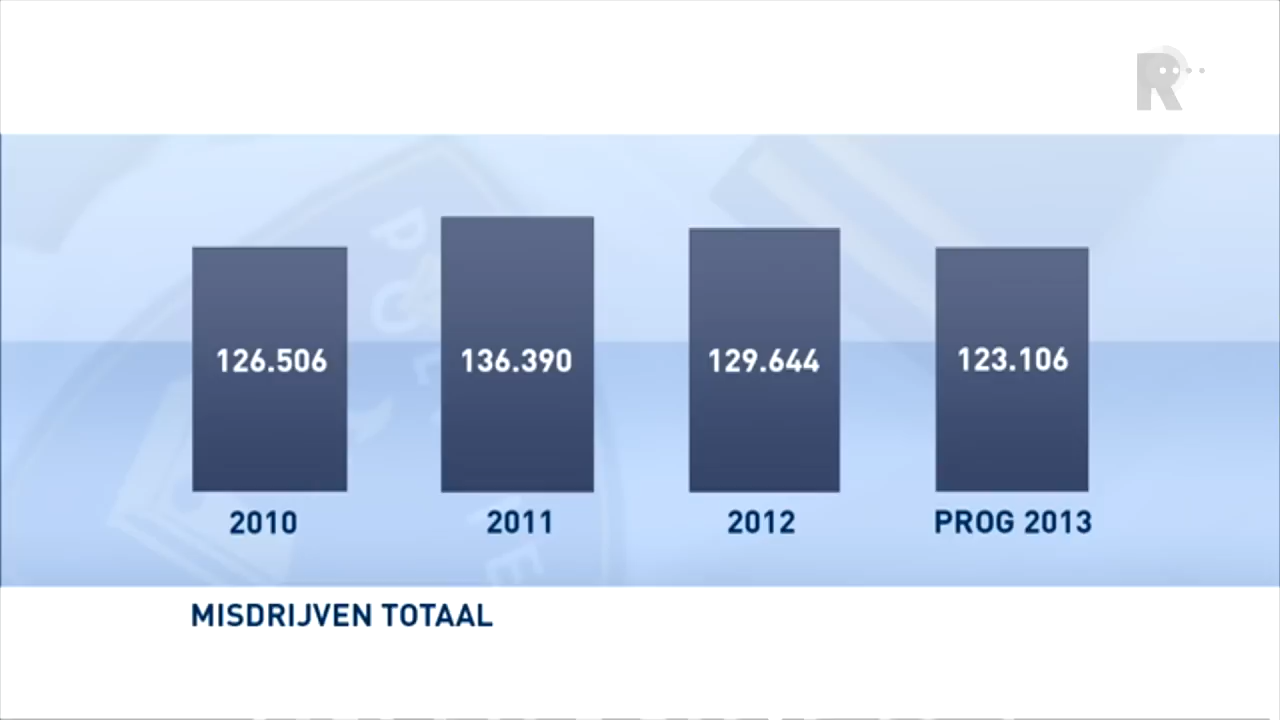 R
126.506
136.390
129.644
123.106
2010
2011
2012
PROG 2013
MISDRIJVEN TOTAAL